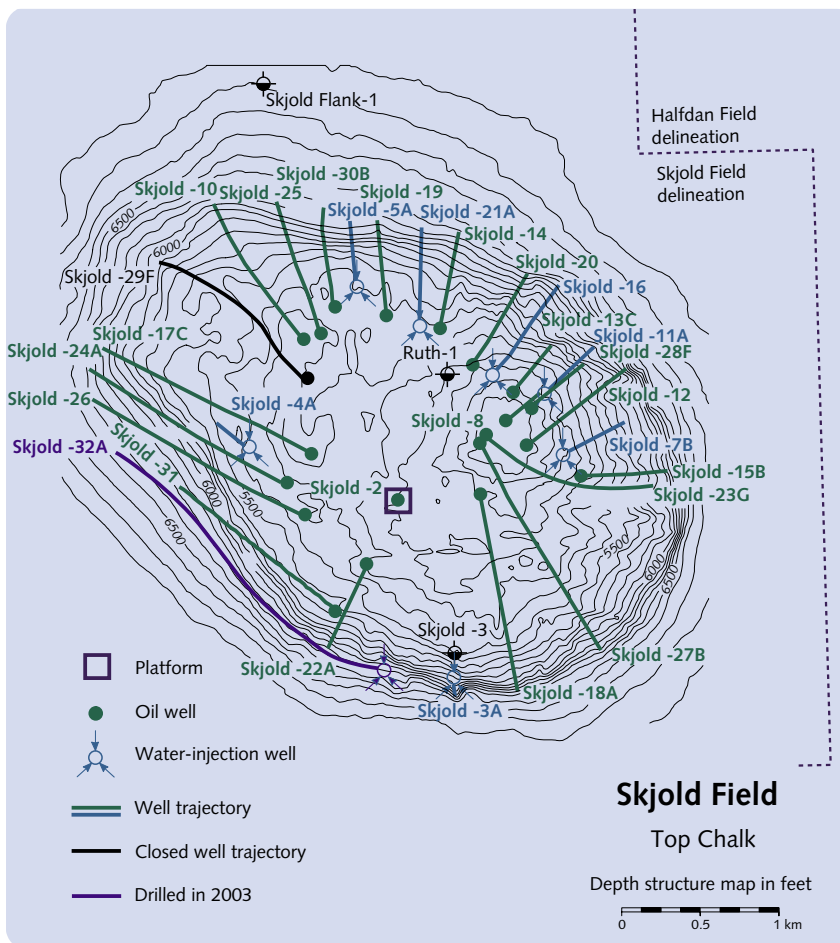 Skjold Flank-1
Halfdan Field
delineation
Skjold Field
delineation
Skjold -30B
Skjold -10
Skjold -25
Skjold -19
Skjold -5A
Skjold -21A
6500
Skjold -14
6000
Skjold -20
Skjold -29F
Skjold -16
Skjold -13C
Skjold -17C
Skjold -11A
Skjold -24A
Ruth-1
Skjold -28F
Skjold -26
Skjold -12
Skjold -4A
Skjold -8
Skjold -32A
Skjold -31
Skjold -7B
Skjold -15B
Skjold -2
Skjold -23G
6000
5500
6500
5500
6000
6500
Skjold -3
Skjold -22A
Skjold -27B
Skjold -18A
Skjold -3A
Platform
Oil well
Water-injection well
Well trajectory
Closed well trajectory
Drilled in 2003
Skjold Field
Top Chalk
Depth structure map in feet
0 0.5 1 km